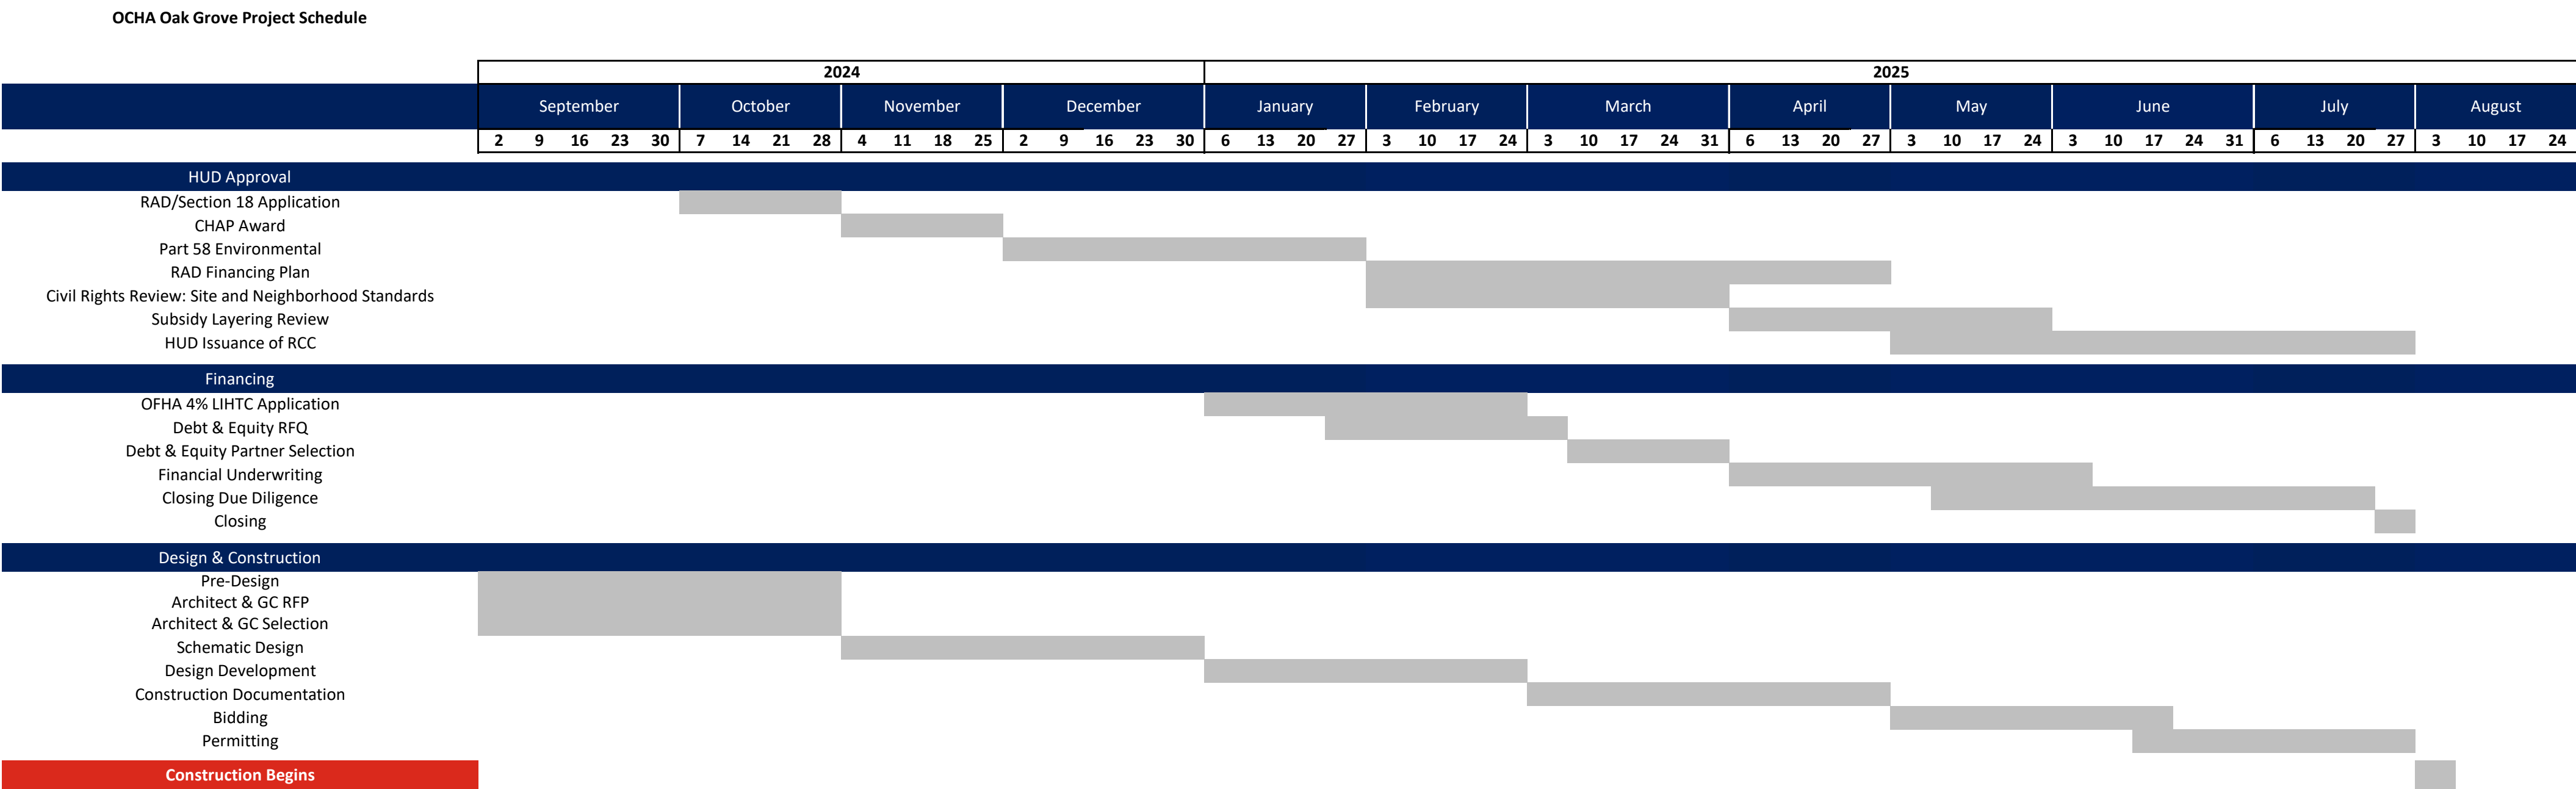 OCHA Oak Grove Project Schedule
2024 2025
September October November December January February March April May June July August
2 9 16 23 30 7 14 21 28 4 11 18 25 2 9 16 23 30 6 13 20 27 3 10 17 24 3 10 17 24 31 6 13 20 27 3 10 17 24 3 10 17 24 31 6 13 20 27 3 10 17 24
HUD Approval
RAD/Section 18 Application
CHAP Award
Part 58 Environmental
RAD Financing Plan
Civil Rights Review: Site and Neighborhood Standards
Subsidy Layering Review
HUD Issuance of RCC
Financing
OFHA 4% LIHTC Application
Debt & Equity RFQ
Debt & Equity Partner Selection
Financial Underwriting
Closing Due Diligence
Closing
Design & Construction
Pre-Design
Architect & GC RFP
Architect & GC Selection
Schematic Design
Design Development
Construction Documentation
Bidding
Permitting
Construction Begins